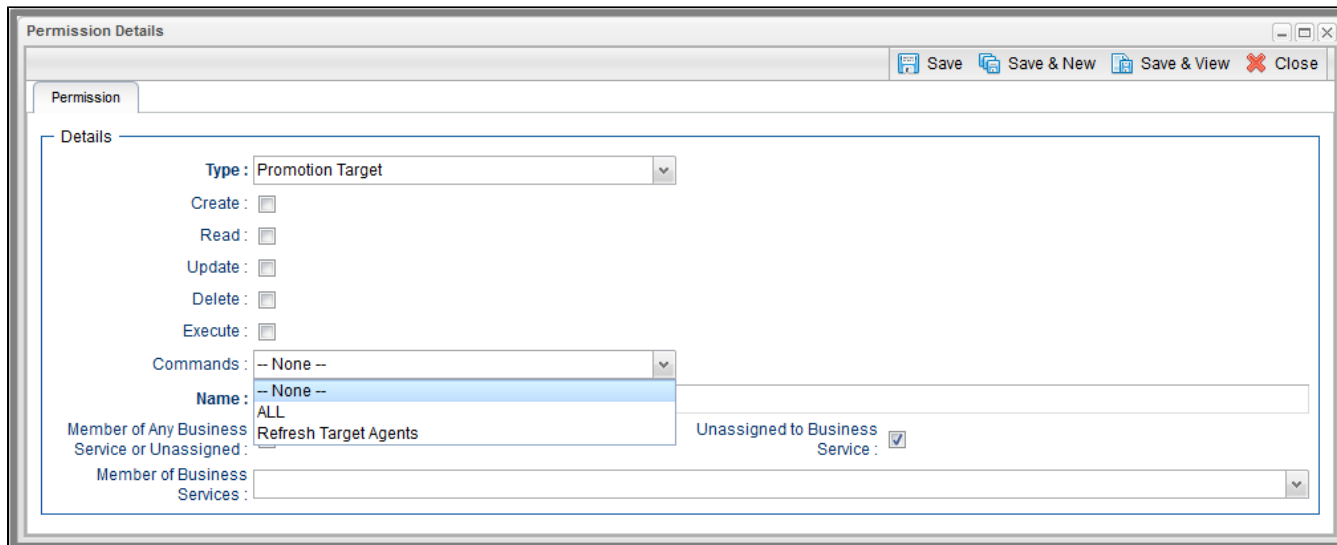 Permission Details
Save Save & New Save & View Close
Permission
Details
Type : Promotion Target
Create :
Read :
Update :
Delete :
Execute :
Commands : -- None --
-- None --
Name :
ALL
Member of Any Business Service or Unassigned :
Refresh Target Agents
Unassigned to Business Service :
Member of Business Services :